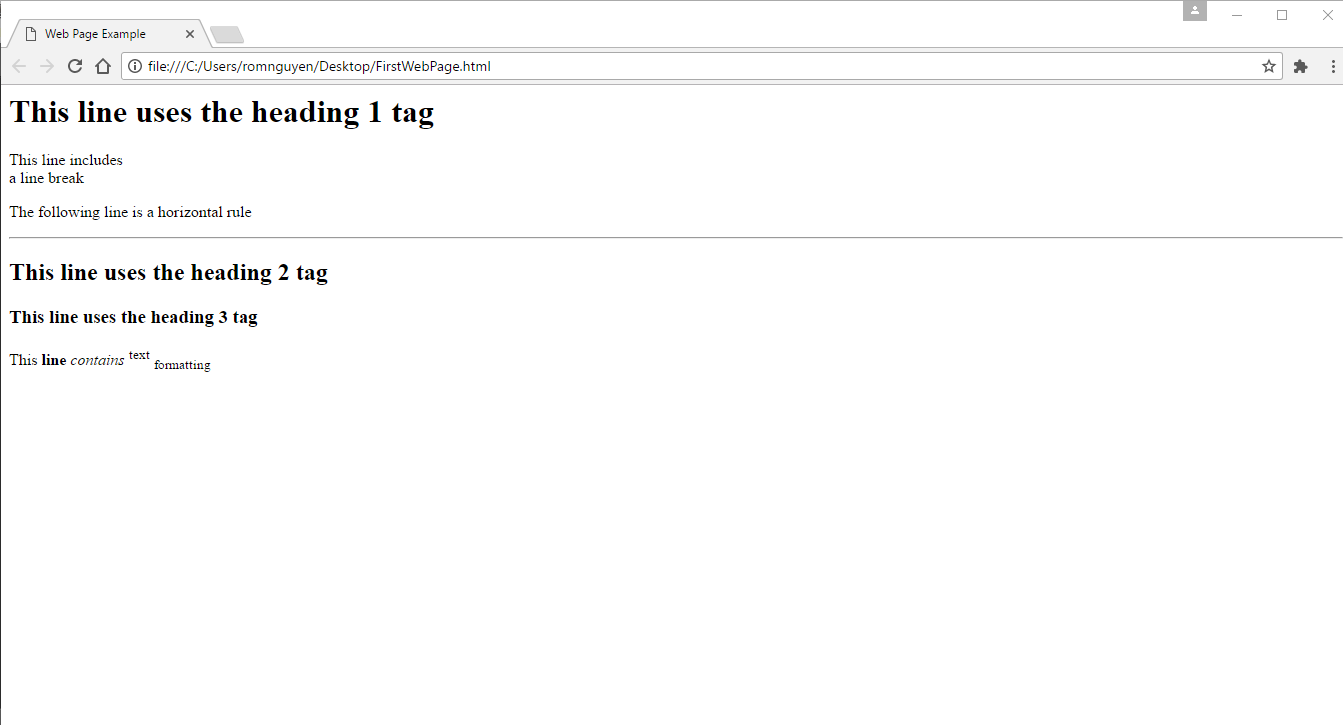 Web Page Example
file:///C:/Users/romnguyen/Desktop/FirstWebPage.html
This line uses the heading 1 tag
This line includes
a line break
The following line is a horizontal rule
This line uses the heading 2 tag
This line uses the heading 3 tag
This line contains text formatting